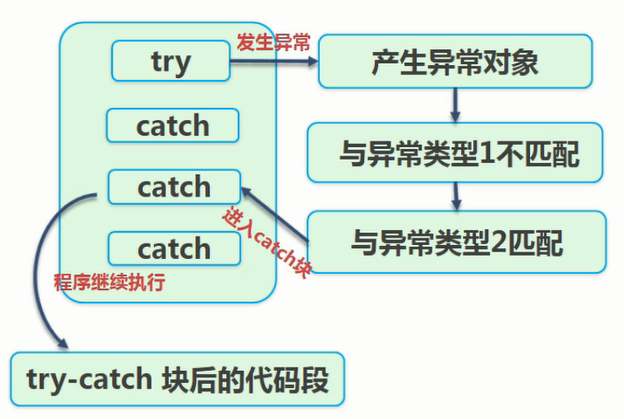 try
发生异常
产生异常对象
catch
与异常类型1不匹配
catch
进入catch块
与异常类型2匹配
catch
程序继续执行
try-catch 块后的代码段